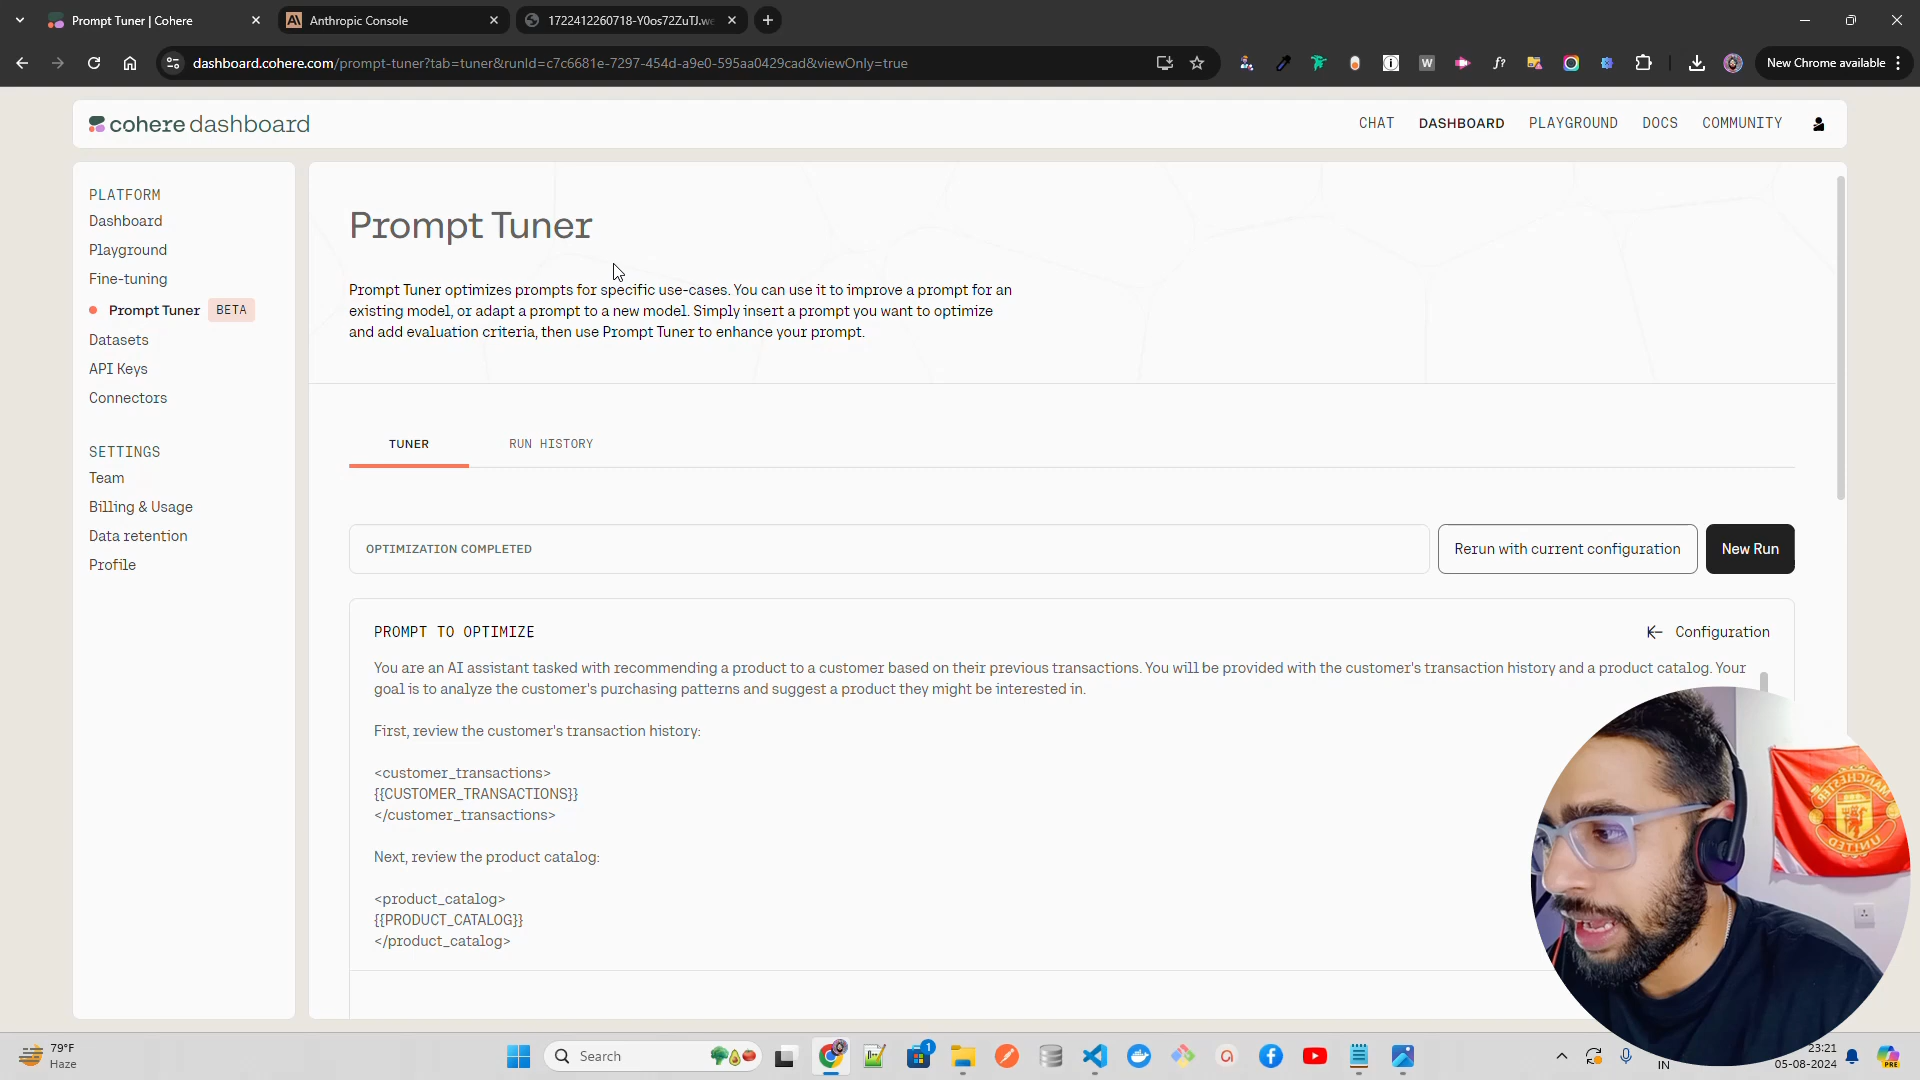 Prompt Tuner | Cohere
Anthropic Console
1722412260718-Y0os72ZuTJ.we
dashboard.cohere.com/prompt-tuner?tab=tuner&runId=c7c6681e-7297-454d-a9e0-595aa0429cad&viewOnly=true
New Chrome available
cohere dashboard
CHAT
DASHBOARD
PLAYGROUND
DOCS
COMMUNITY
PLATFORM
Dashboard
Playground
Fine-tuning
Prompt Tuner BETA
Datasets
API Keys
Connectors
SETTINGS
Team
Billing & Usage
Data retention
Profile
Prompt Tuner
Prompt Tuner optimizes prompts for specific use-cases. You can use it to improve a prompt for an
existing model, or adapt a prompt to a new model. Simply insert a prompt you want to optimize
and add evaluation criteria, then use Prompt Tuner to enhance your prompt.
TUNER
RUN HISTORY
OPTIMIZATION COMPLETED
Rerun with current configuration
New Run
PROMPT TO OPTIMIZE
Configuration
You are an AI assistant tasked with recommending a product to a customer based on their previous transactions. You will be provided with the customer's transaction history and a product catalog. Your
goal is to analyze the customer's purchasing patterns and suggest a product they might be interested in.
First, review the customer's transaction history:
<customer_transactions>
{{CUSTOMER_TRANSACTIONS}}
</customer_transactions>
Next, review the product catalog:
<product_catalog>
{{PRODUCT_CATALOG}}
</product_catalog>
MANCHESTER
UNITED
79°F
Haze
Search
1
IN
23:21
05-08-2024
PRE